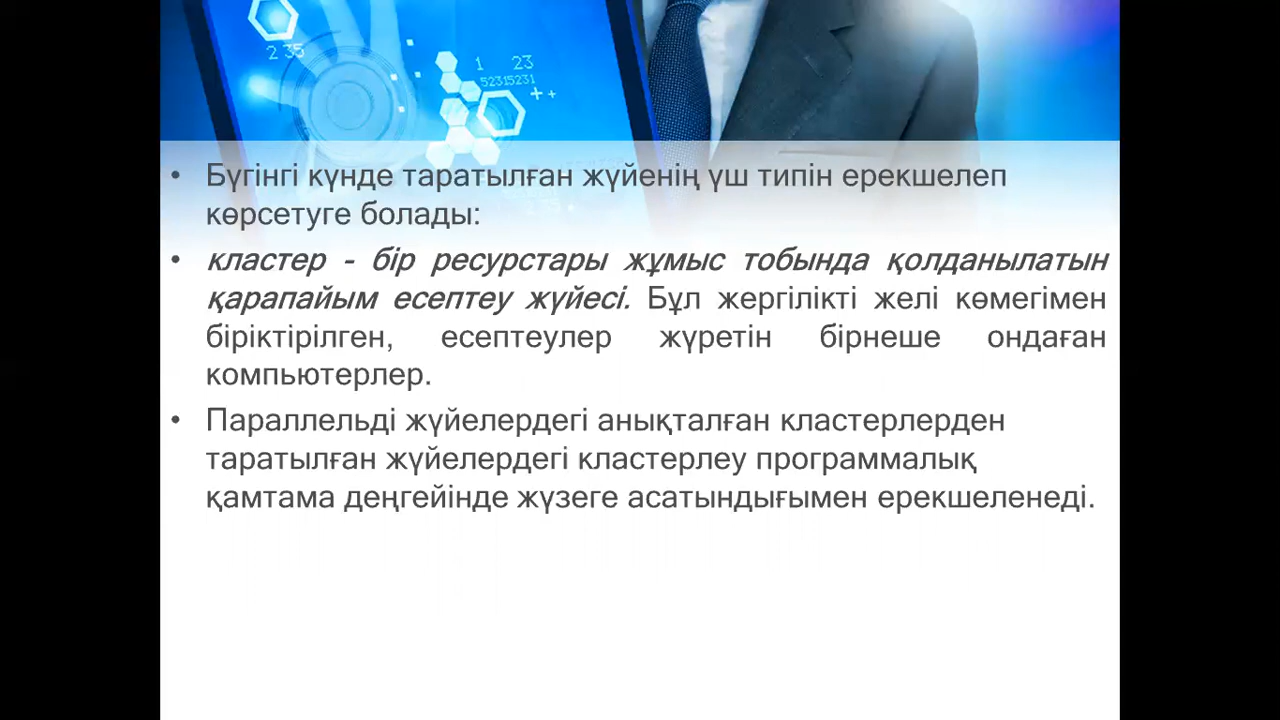 2 35
1 23
52315231
• Бүгінгі күнде таратылған жүйенің үш типін ерекшелеп
көрсетуге болады:
• кластер - бір ресурстары жұмыс тобында қолданылатын
қарапайым есептеу жүйесі. Бұл жергілікті желі көмегімен
біріктірілген, есептеулер жүретін бірнеше ондаған
компьютерлер.
• Параллельді жүйелердегі анықталған кластерлерден
таратылған жүйелердегі кластерлеу программалық
қамтама деңгейінде жүзеге асатындығымен ерекшеленеді.